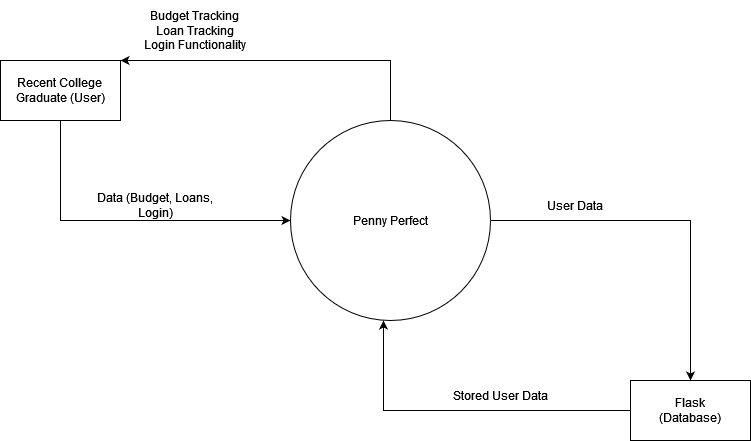 Budget Tracking
Loan Tracking
Login Functionality
Recent College
Graduate (User)
Data (Budget, Loans,
Login)
Penny Perfect
User Data
Stored User Data
Flask
(Database)